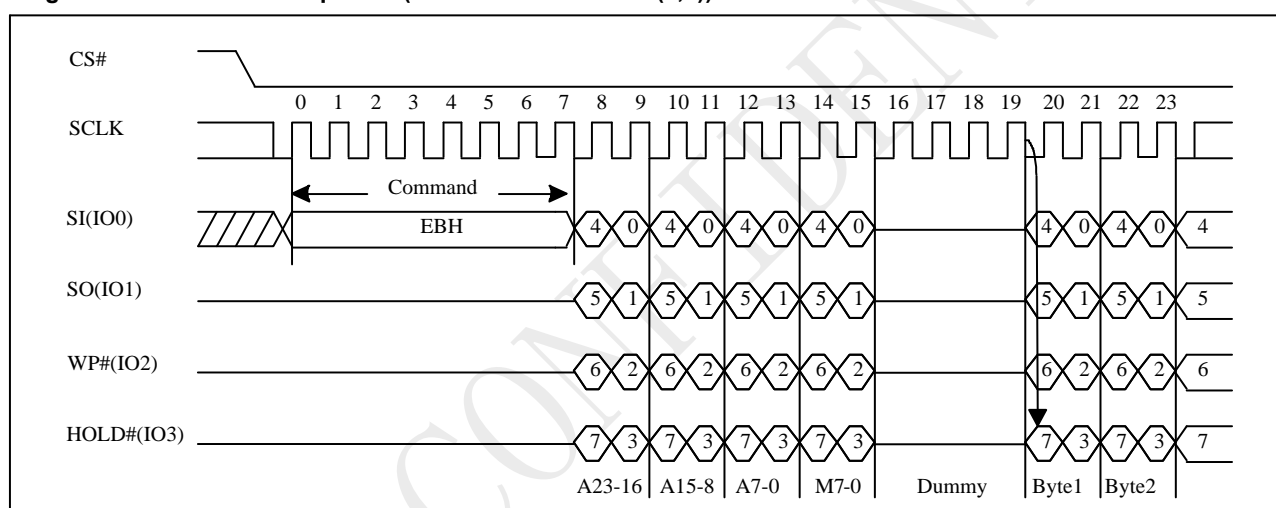 CS#
0 1 2 3 4 5 6 7 8 9 10 11 12 13 14 15 16 17 18 19 20 21 22 23
SCLK
Command
SI(IO0) EBH 4 0 4 0 4 0 4 0 4 0 4 0 4
SO(IO1) 5 1 5 1 5 1 5 1 5 1 5 1 5
WP#(IO2) 6 2 6 2 6 2 6 2 6 2 6 2 6
HOLD#(IO3) 7 3 7 3 7 3 7 3 7 3 7 3 7
A23-16 A15-8 A7-0 M7-0 Dummy Byte1 Byte2